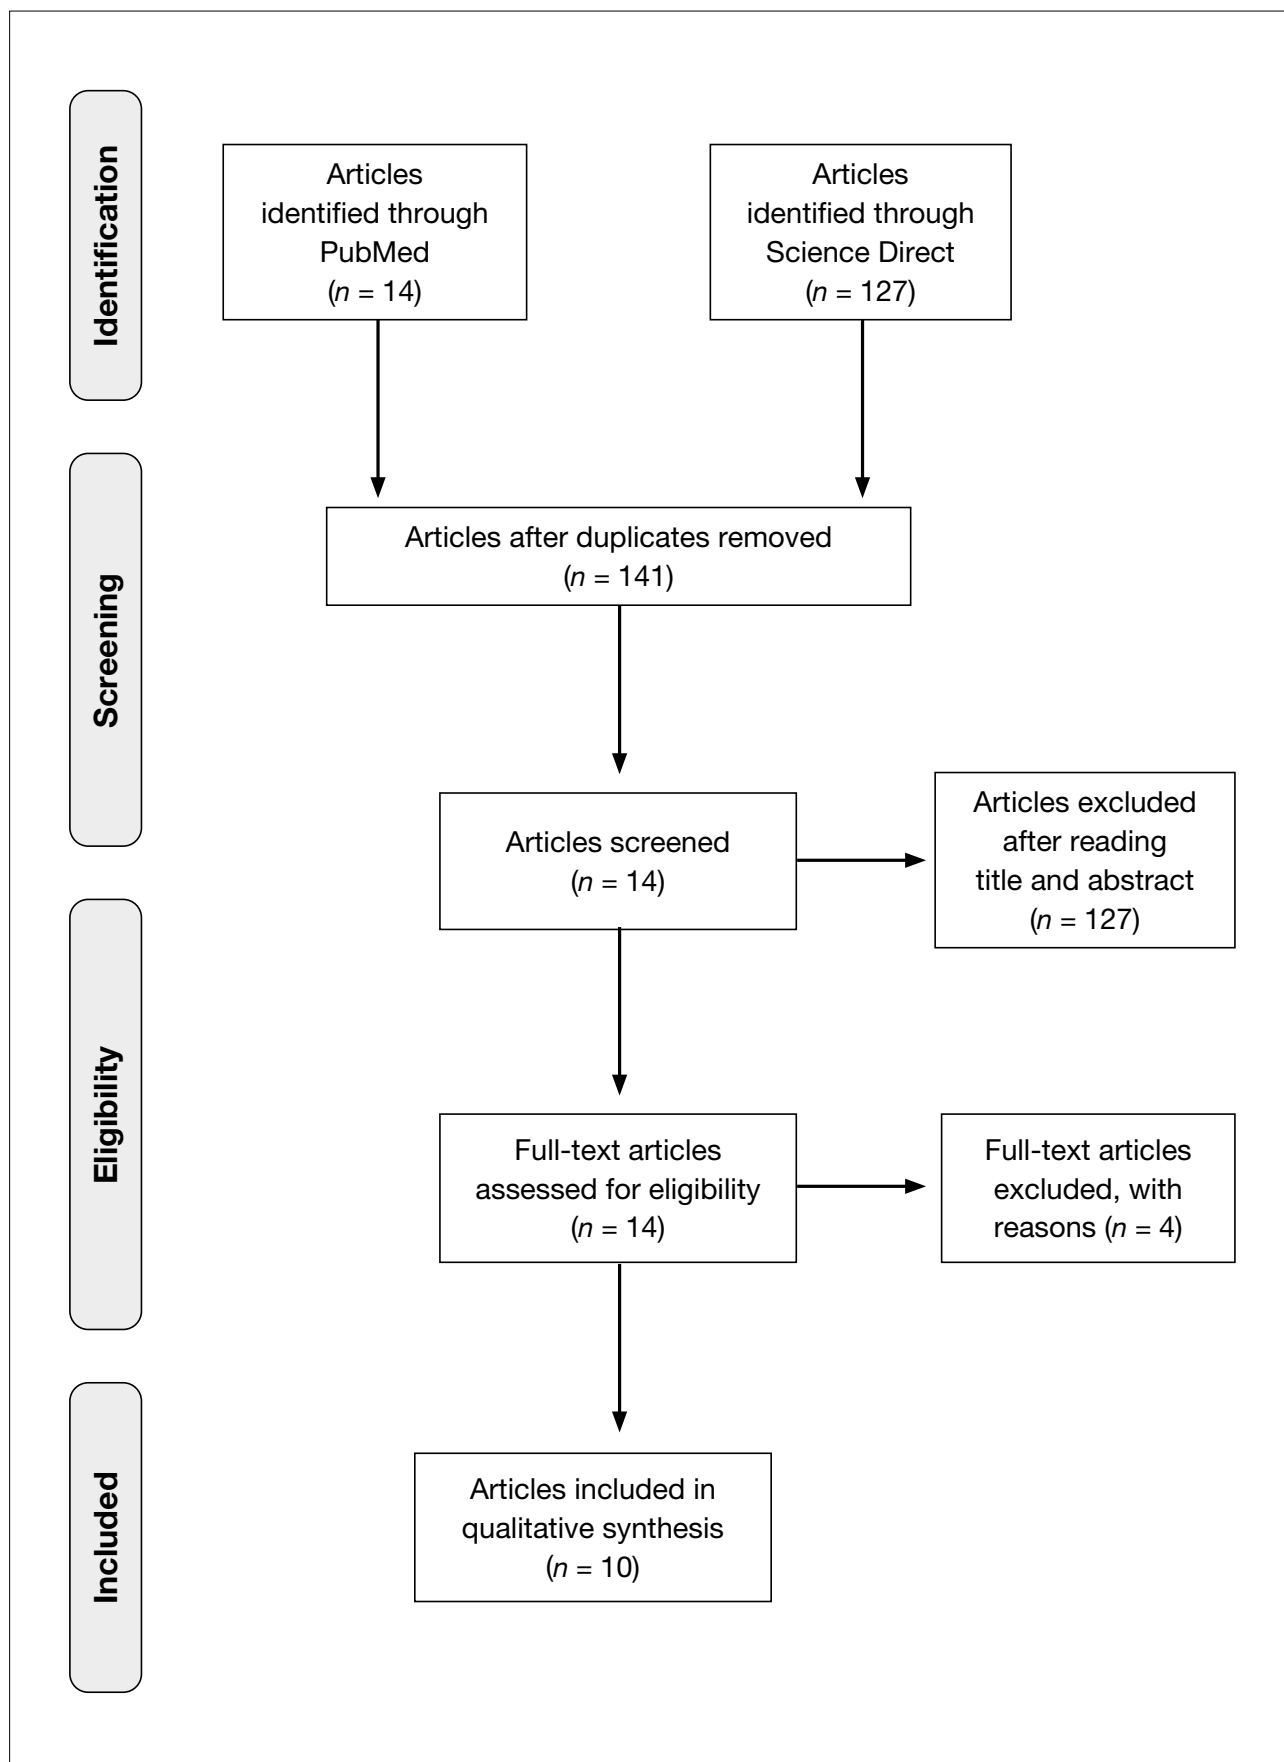 Identification
Articles
identified through
PubMed
(n = 14)
Articles
identified through
Science Direct
(n = 127)
Screening
Articles after duplicates removed
(n = 141)
Articles screened
(n = 14)
Articles excluded
after reading
title and abstract
(n = 127)
Eligibility
Full-text articles
assessed for eligibility
(n = 14)
Full-text articles
excluded, with
reasons (n = 4)
Included
Articles included in
qualitative synthesis
(n = 10)